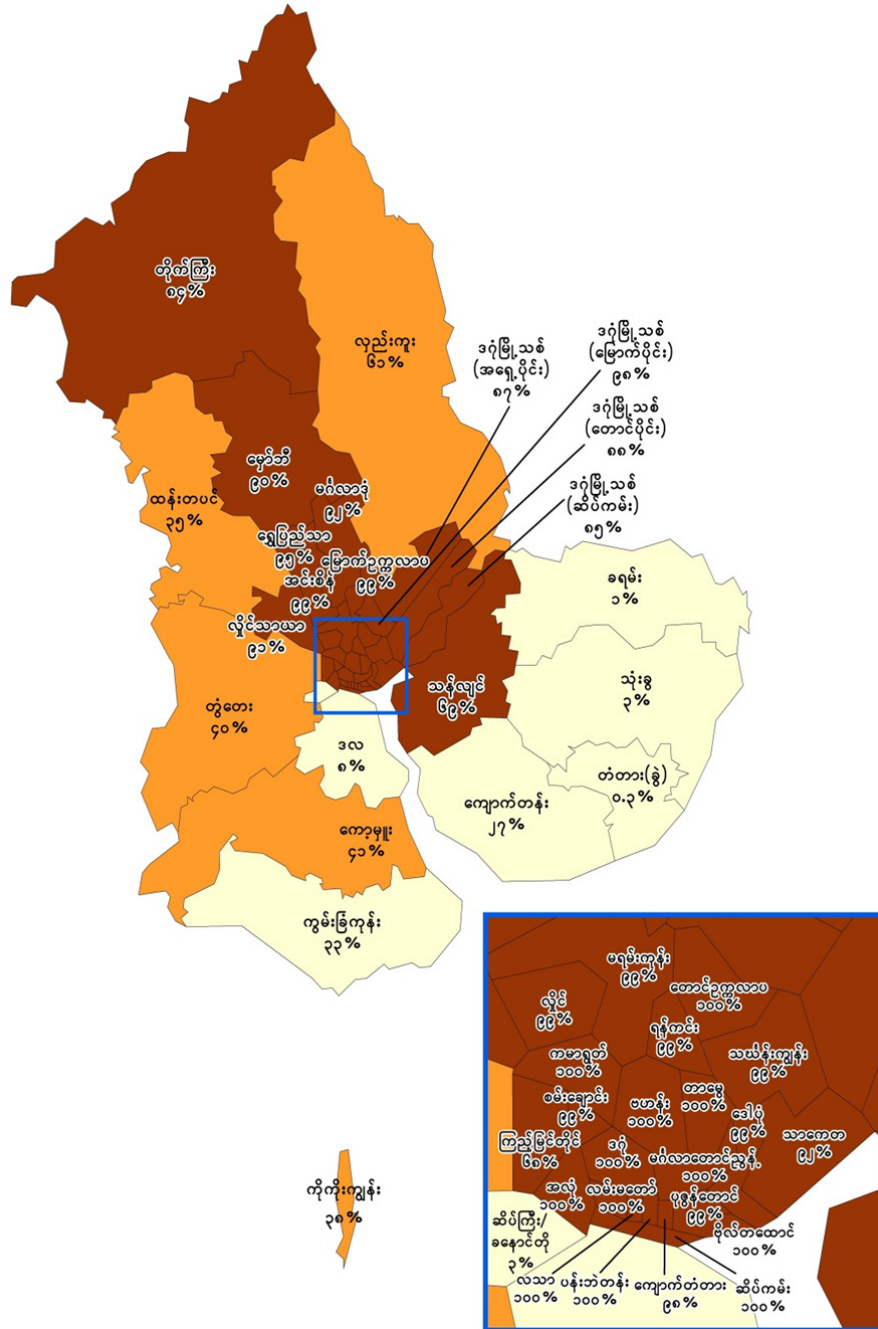 တိုက်ကြီး
၈၄%
လှည်းကူး
၆၁%
ဒဂုံမြို့သစ်
(အရှေ့ပိုင်း)
၈၇%
ဒဂုံမြို့သစ်
(မြောက်ပိုင်း)
၉၈%
ဒဂုံမြို့သစ်
(တောင်ပိုင်း)
၈၈%
ဒဂုံမြို့သစ်
(ဆိပ်ကမ်း)
၈၅%
မှော်ဘီ
၉၀%
မင်္ဂလာဒုံ
၉၂%
ထန်းတပင်
၃၅%
ရွှေပြည်သာ
၉၅%
မြောက်ဥက္ကလာပ
၉၉%
အင်းစိန်
၉၉%
လှိုင်သာယာ
၉၁%
ခရမ်း
၁%
သုံးခွ
၃%
သန်လျင်
၆၉%
တွံတေး
၄၀%
ဒလ
၈%
တံတား(ခွဲ)
၀.၃%
ကျောက်တန်း
၂၇%
ကော့မှူး
၄၁%
ကွမ်းခြံကုန်း
၃၃%
ကိုကိုးကျွန်း
၃၈%
မရမ်းကုန်း
၉၉%
တောင်ဥက္ကလာပ
၁၀၀%
လှိုင်
၉၉%
ရန်ကင်း
၉၉%
ကမာရွတ်
၁၀၀%
သင်္ဃန်းကျွန်း
၉၉%
စမ်းချောင်း
၉၉%
ဗဟန်း
၁၀၀%
တာမွေ
၁၀၀%
ဒေါပုံ
၉၉%
သာကေတ
၉၂%
ကြည့်မြင်တိုင်
၆၈%
ဒဂုံ
၁၀၀%
မင်္ဂလာတောင်ညွန့်
၁၀၀%
အလုံ
၁၀၀%
လမ်းမတော်
၁၀၀%
ပုဇွန်တောင်
၉၉%
ဗိုလ်တထောင်
၁၀၀%
ဆိပ်ကြီး/
ခနောင်တို
၃%
လသာ
၁၀၀%
ပန်းဘဲတန်း
၁၀၀%
ကျောက်တံတား
၉၈%
ဆိပ်ကမ်း
၁၀၀%